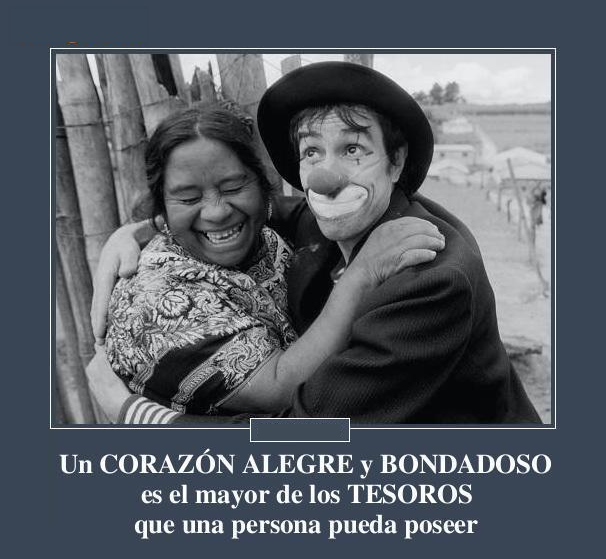 Un CORAZÓN ALEGRE y BONDADOSO
es el mayor de los TESOROS
que una persona pueda poseer